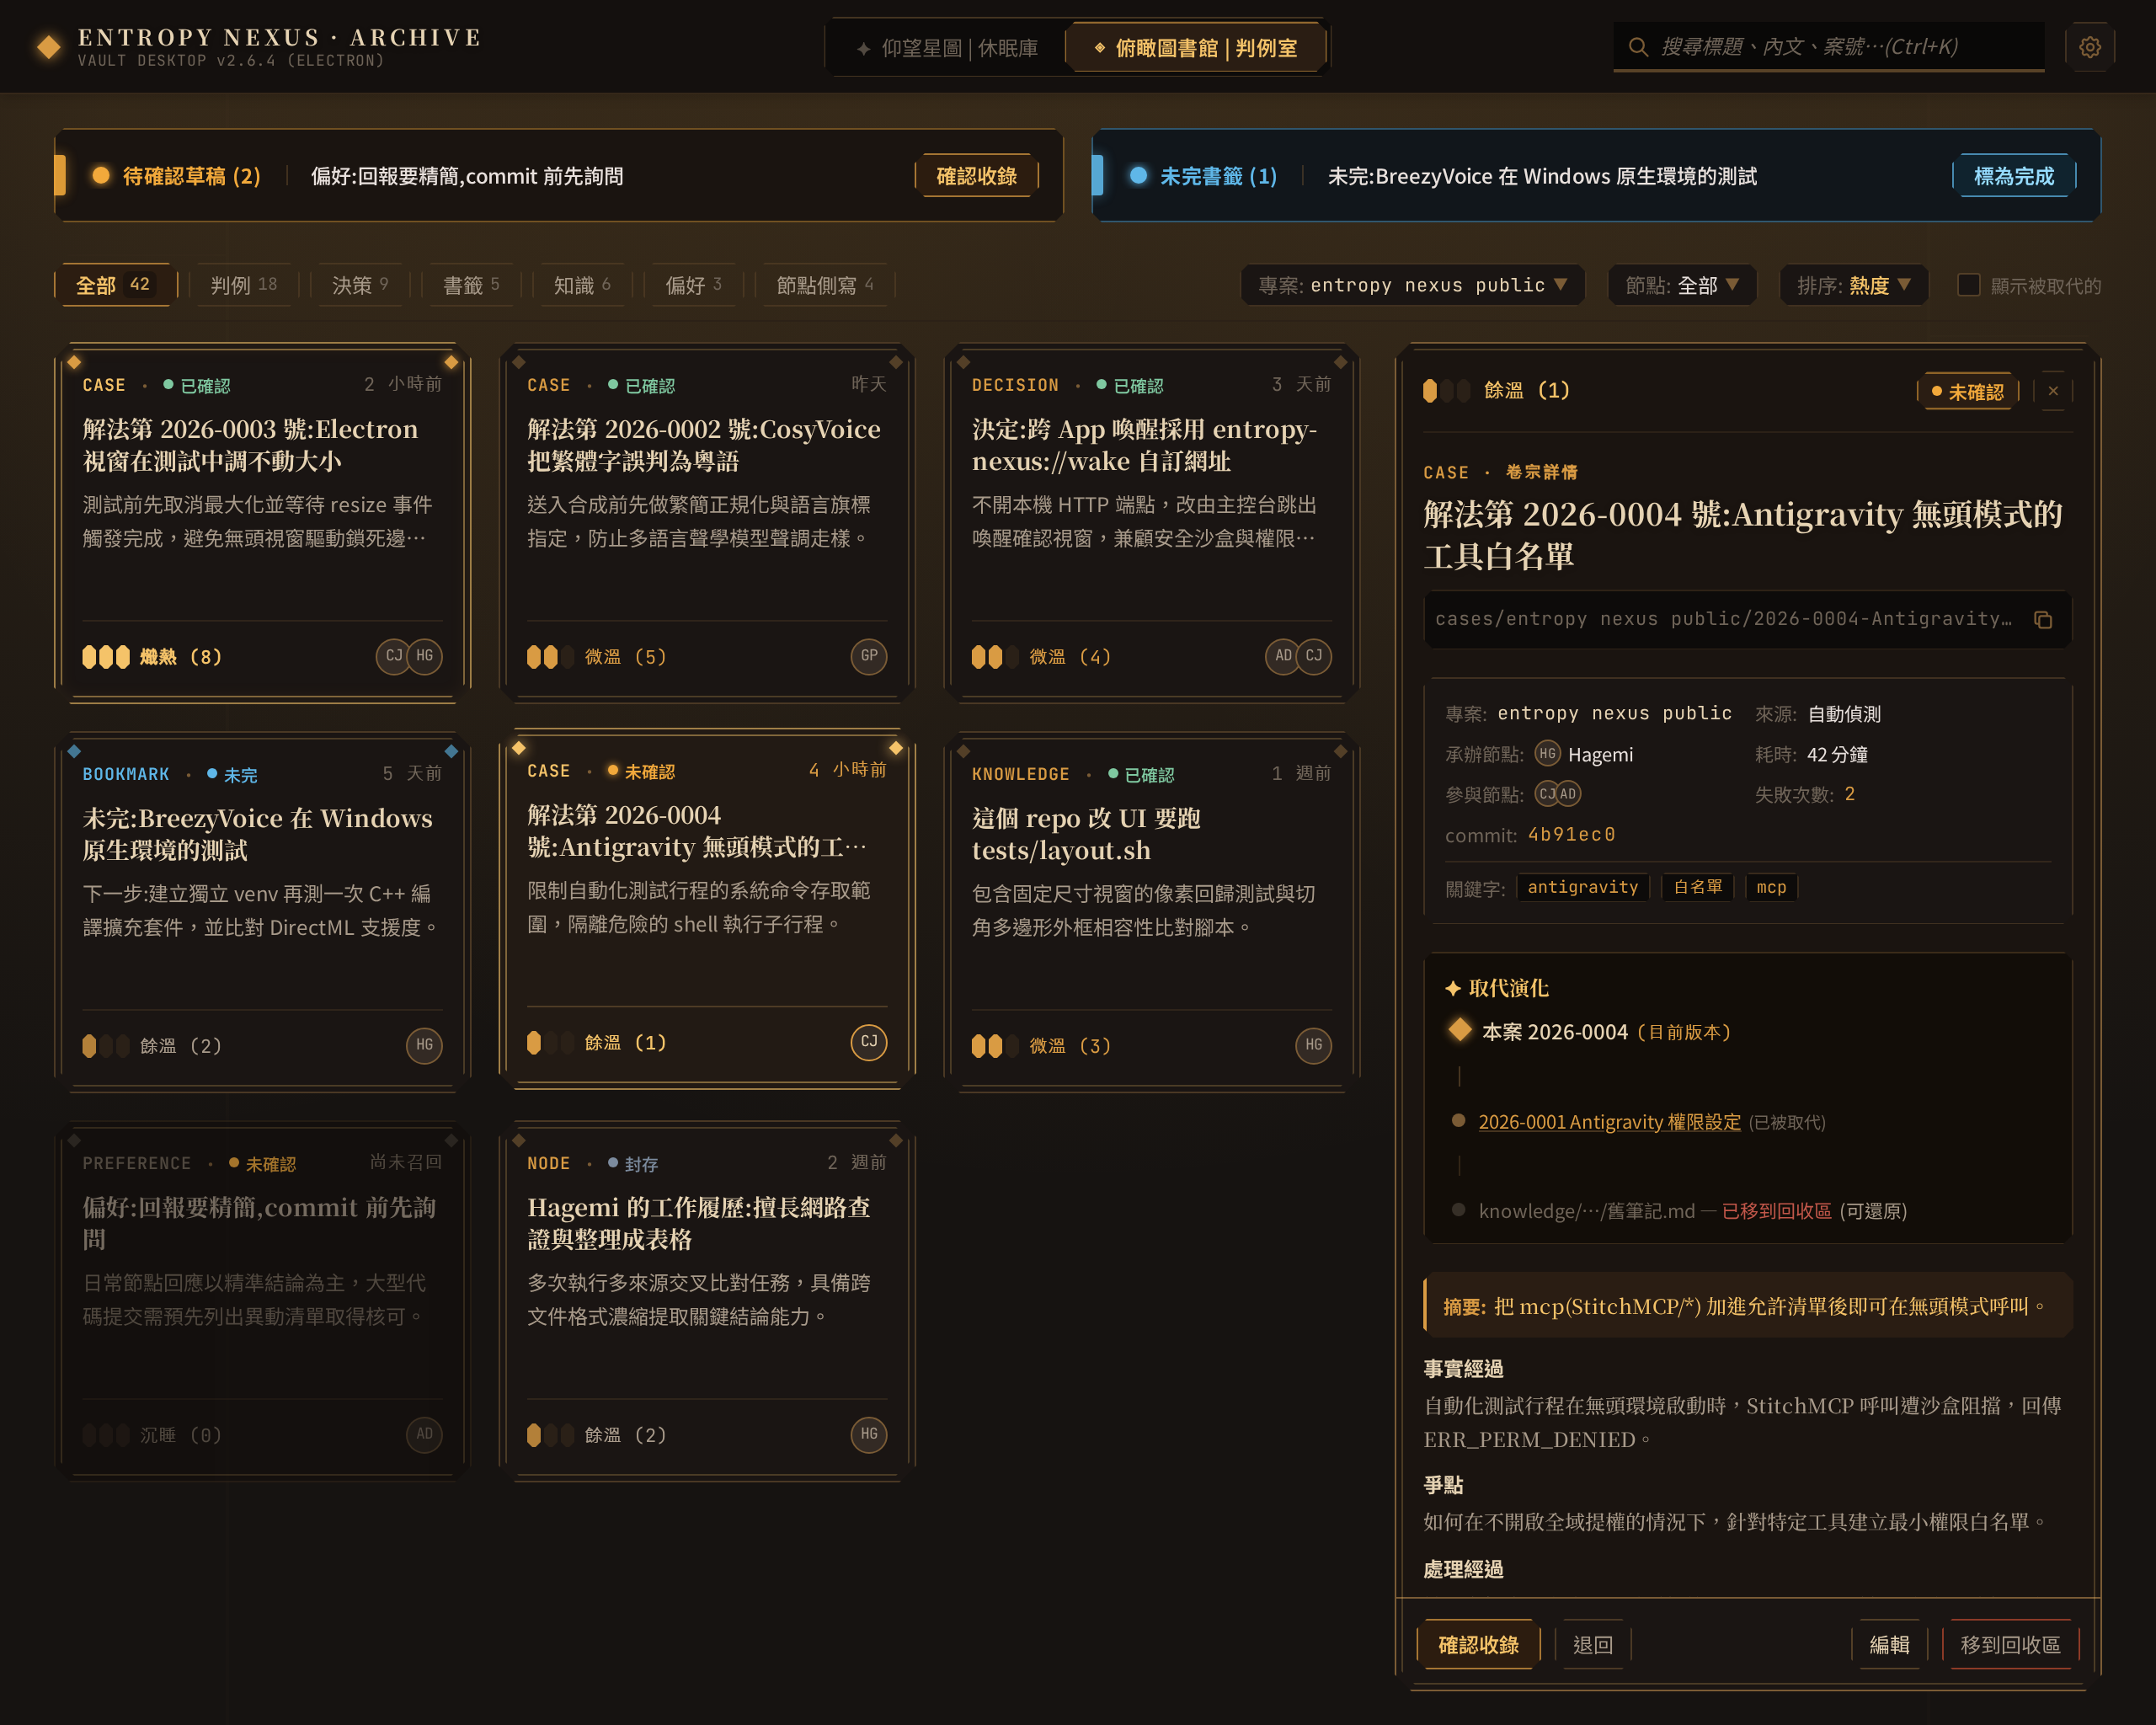 ENTROPY NEXUS · ARCHIVE
VAULT DESKTOP v2.6.4 (ELECTRON)
仰望星圖 | 休眠庫
俯瞰圖書館 | 判例室
搜尋標題、內文、案號…(Ctrl+K)
待確認草稿 (2)
偏好:回報要精簡,commit 前先詢問
確認收錄
未完書籤 (1)
未完:BreezyVoice 在 Windows 原生環境的測試
標為完成
全部 42
判例 18
決策 9
書籤 5
知識 6
偏好 3
節點側寫 4
專案: entropy nexus public ▼
節點: 全部 ▼
排序: 熱度 ▼
顯示被取代的
CASE · 已確認 2 小時前
解法第 2026-0003 號:Electron
視窗在測試中調不動大小
測試前先取消最大化並等待 resize 事件
觸發完成，避免無頭視窗驅動鎖死邊…
熾熱 (8)
CJ HG
CASE · 已確認 昨天
解法第 2026-0002 號:CosyVoice
把繁體字誤判為粵語
送入合成前先做繁簡正規化與語言旗標
指定，防止多語言聲學模型聲調走樣。
微溫 (5)
GP
DECISION · 已確認 3 天前
決定:跨 App 喚醒採用 entropy-
nexus://wake 自訂網址
不開本機 HTTP 端點，改由主控台跳出
喚醒確認視窗，兼顧安全沙盒與權限…
微溫 (4)
AD CJ
BOOKMARK · 未完 5 天前
未完:BreezyVoice 在 Windows
原生環境的測試
下一步:建立獨立 venv 再測一次 C++ 編
譯擴充套件，並比對 DirectML 支援度。
餘溫 (2)
HG
CASE · 未確認 4 小時前
解法第 2026-0004
號:Antigravity 無頭模式的工…
限制自動化測試行程的系統命令存取範
圍，隔離危險的 shell 執行子行程。
餘溫 (1)
CJ
KNOWLEDGE · 已確認 1 週前
這個 repo 改 UI 要跑
tests/layout.sh
包含固定尺寸視窗的像素回歸測試與切
角多邊形外框相容性比對腳本。
微溫 (3)
HG
PREFERENCE · 未確認 尚未召回
偏好:回報要精簡,commit 前先詢
問
日常節點回應以精準結論為主，大型代
碼提交需預先列出異動清單取得核可。
沉睡 (0)
AD
NODE · 封存 2 週前
Hagemi 的工作履歷:擅長網路查
證與整理成表格
多次執行多來源交叉比對任務，具備跨
文件格式濃縮提取關鍵結論能力。
餘溫 (2)
HG
餘溫 (1)
未確認
×
CASE · 卷宗詳情
解法第 2026-0004 號:Antigravity 無頭模式的
工具白名單
cases/entropy nexus public/2026-0004-Antigravity…
專案: entropy nexus public 來源: 自動偵測
承辦節點: HG Hagemi 耗時: 42 分鐘
參與節點: CJ AD 失敗次數: 2
commit: 4b91ec0
關鍵字: antigravity 白名單 mcp
取代演化
本案 2026-0004 (目前版本)
2026-0001 Antigravity 權限設定 (已被取代)
knowledge/…/舊筆記.md — 已移到回收區 (可還原)
摘要: 把 mcp(StitchMCP/*) 加進允許清單後即可在無頭模式呼叫。
事實經過
自動化測試行程在無頭環境啟動時，StitchMCP 呼叫遭沙盒阻擋，回傳
ERR_PERM_DENIED。
爭點
如何在不開啟全域提權的情況下，針對特定工具建立最小權限白名單。
處理經過
確認收錄
退回
編輯
移到回收區